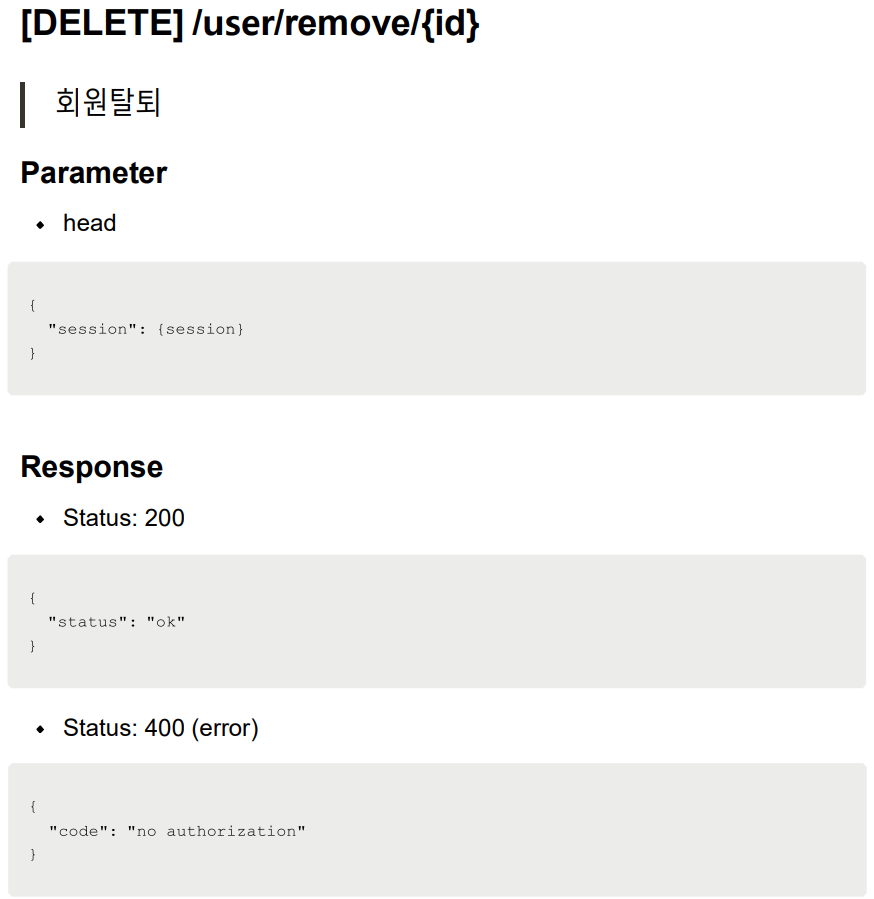 [DELETE] /user/remove/{id}
회원탈퇴
Parameter
• head
{
"session": {session}
}
Response
• Status: 200
{
"status": "ok"
}
• Status: 400 (error)
{
"code": "no authorization"
}